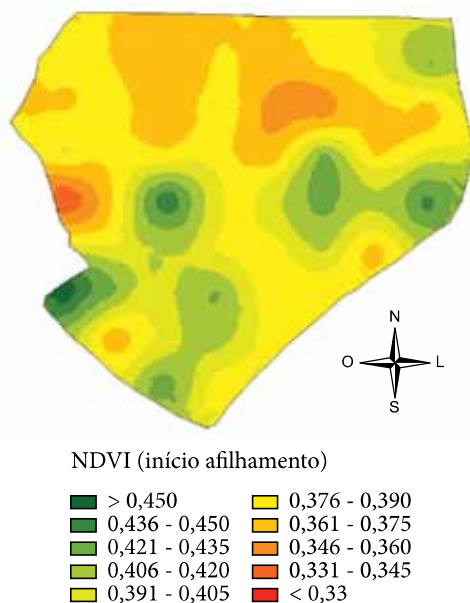 N
O L
S
NDVI (início afilhamento)
> 0,450 0,376 - 0,390
0,436 - 0,450 0,361 - 0,375
0,421 - 0,435 0,346 - 0,360
0,406 - 0,420 0,331 - 0,345
0,391 - 0,405 < 0,33